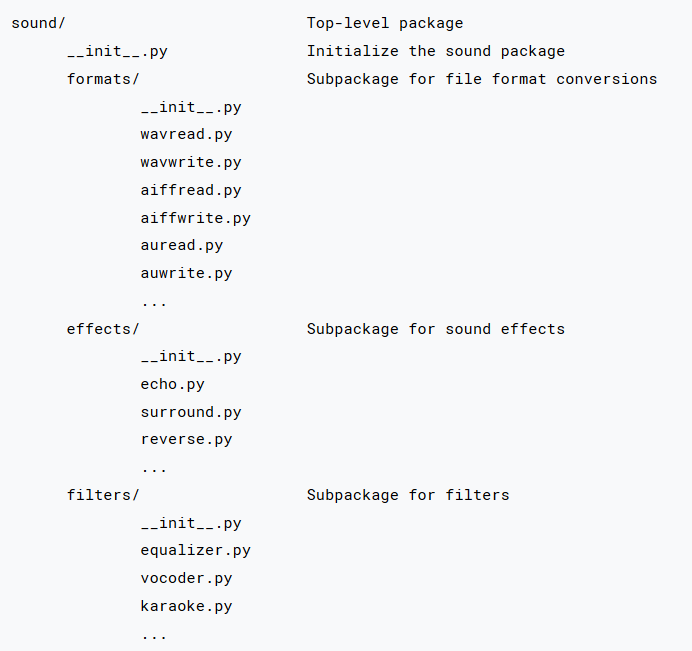 sound/                          Top-level package
      __init__.py               Initialize the sound package
      formats/                  Subpackage for file format conversions
              __init__.py
              wavread.py
              wavwrite.py
              aiffread.py
              aiffwrite.py
              auread.py
              auwrite.py
              ...
      effects/                  Subpackage for sound effects
              __init__.py
              echo.py
              surround.py
              reverse.py
              ...
      filters/                  Subpackage for filters
              __init__.py
              equalizer.py
              vocoder.py
              karaoke.py
              ...